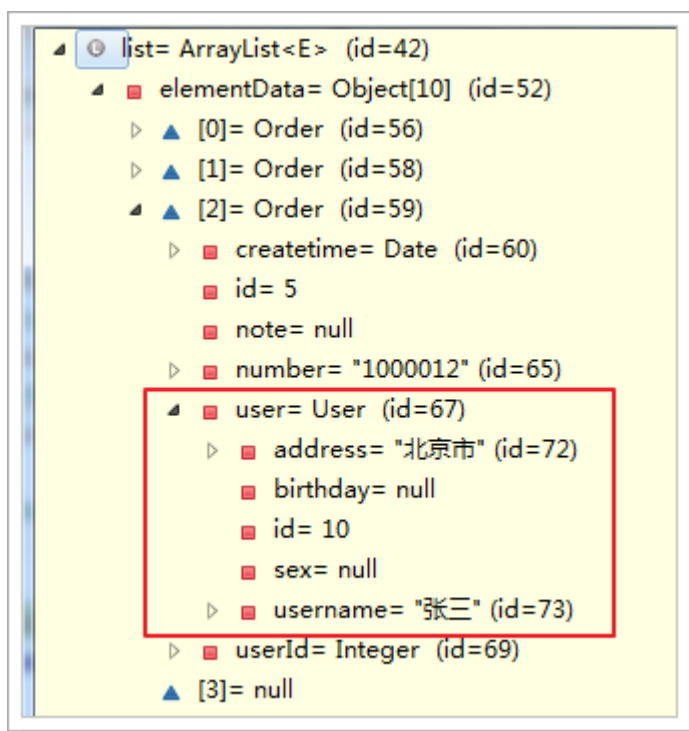 list= ArrayList<E> (id=42)
elementData= Object[10] (id=52)
[0]= Order (id=56)
[1]= Order (id=58)
[2]= Order (id=59)
createtime= Date (id=60)
id= 5
note= null
number= "1000012" (id=65)
user= User (id=67)
address= "北京市" (id=72)
birthday= null
id= 10
sex= null
username= "张三" (id=73)
userId= Integer (id=69)
[3]= null